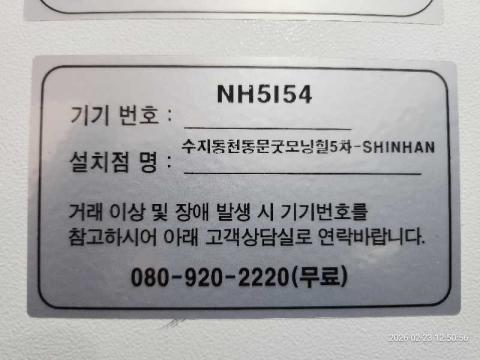 NH5154
기기 번호 :
수지동천동문굿모닝힐5차-SHINHAN
설치점 명 :
거래 이상 및 장애 발생 시 기기번호를
참고하시어 아래 고객상담실로 연락바랍니다.
080-920-2220(무료)
2026-02-23 12:50:56